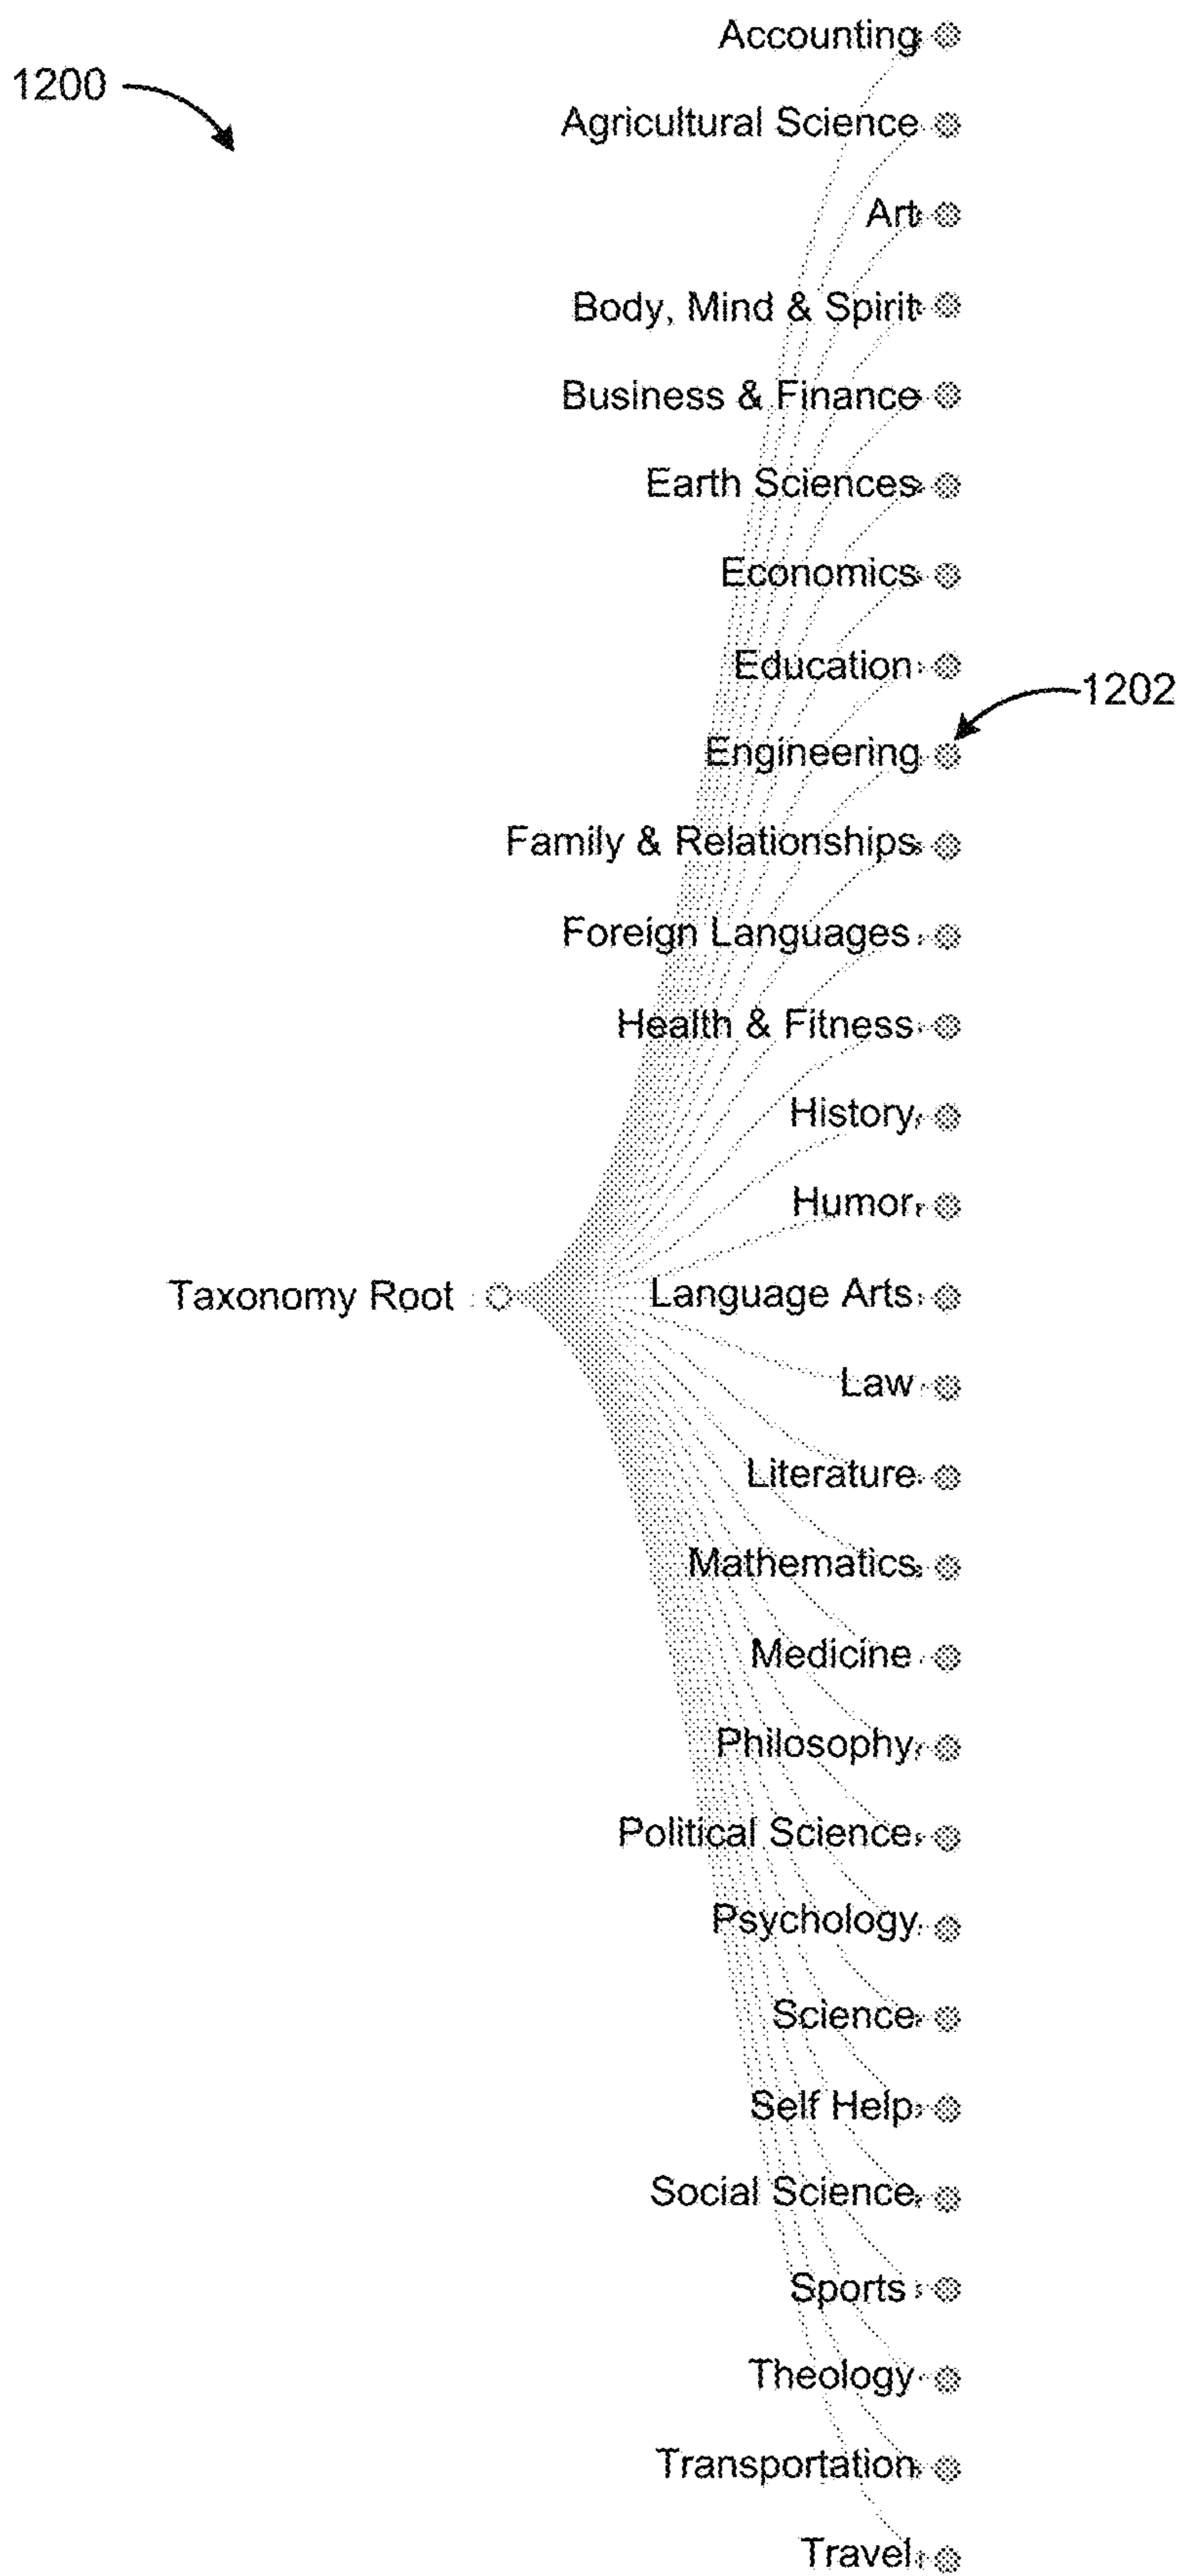 Accounting
1200
Agricultural Science
Art
Body, Mind & Spirit
Business & Finance
Earth Sciences
Economics
Education
1202
Engineering
Family & Relationships
Foreign Languages
Health & Fitness
History
Humor
Taxonomy Root
Language Arts
Law
Literature
Mathematics
Medicine
Philosophy
Political Science
Psychology
Science
Self Help
Social Science
Sports
Theology
Transportation
Travel